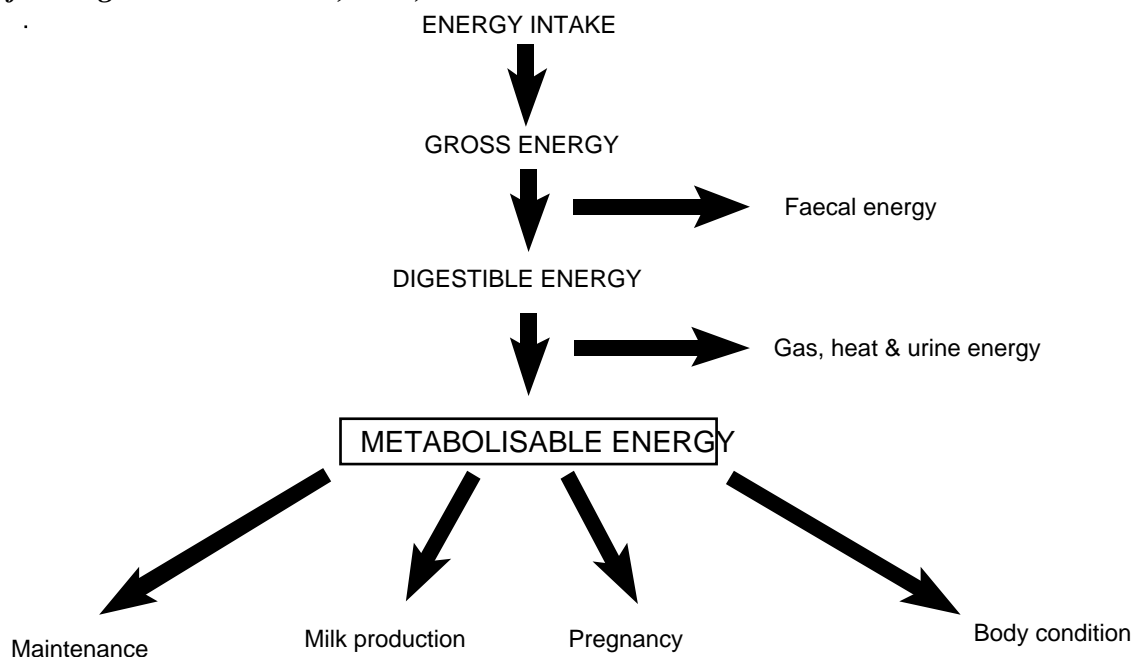 .
ENERGY INTAKE
GROSS ENERGY
Faecal energy
DIGESTIBLE ENERGY
Gas, heat & urine energy
METABOLISABLE ENERGY
Maintenance
Milk production
Pregnancy
Body condition